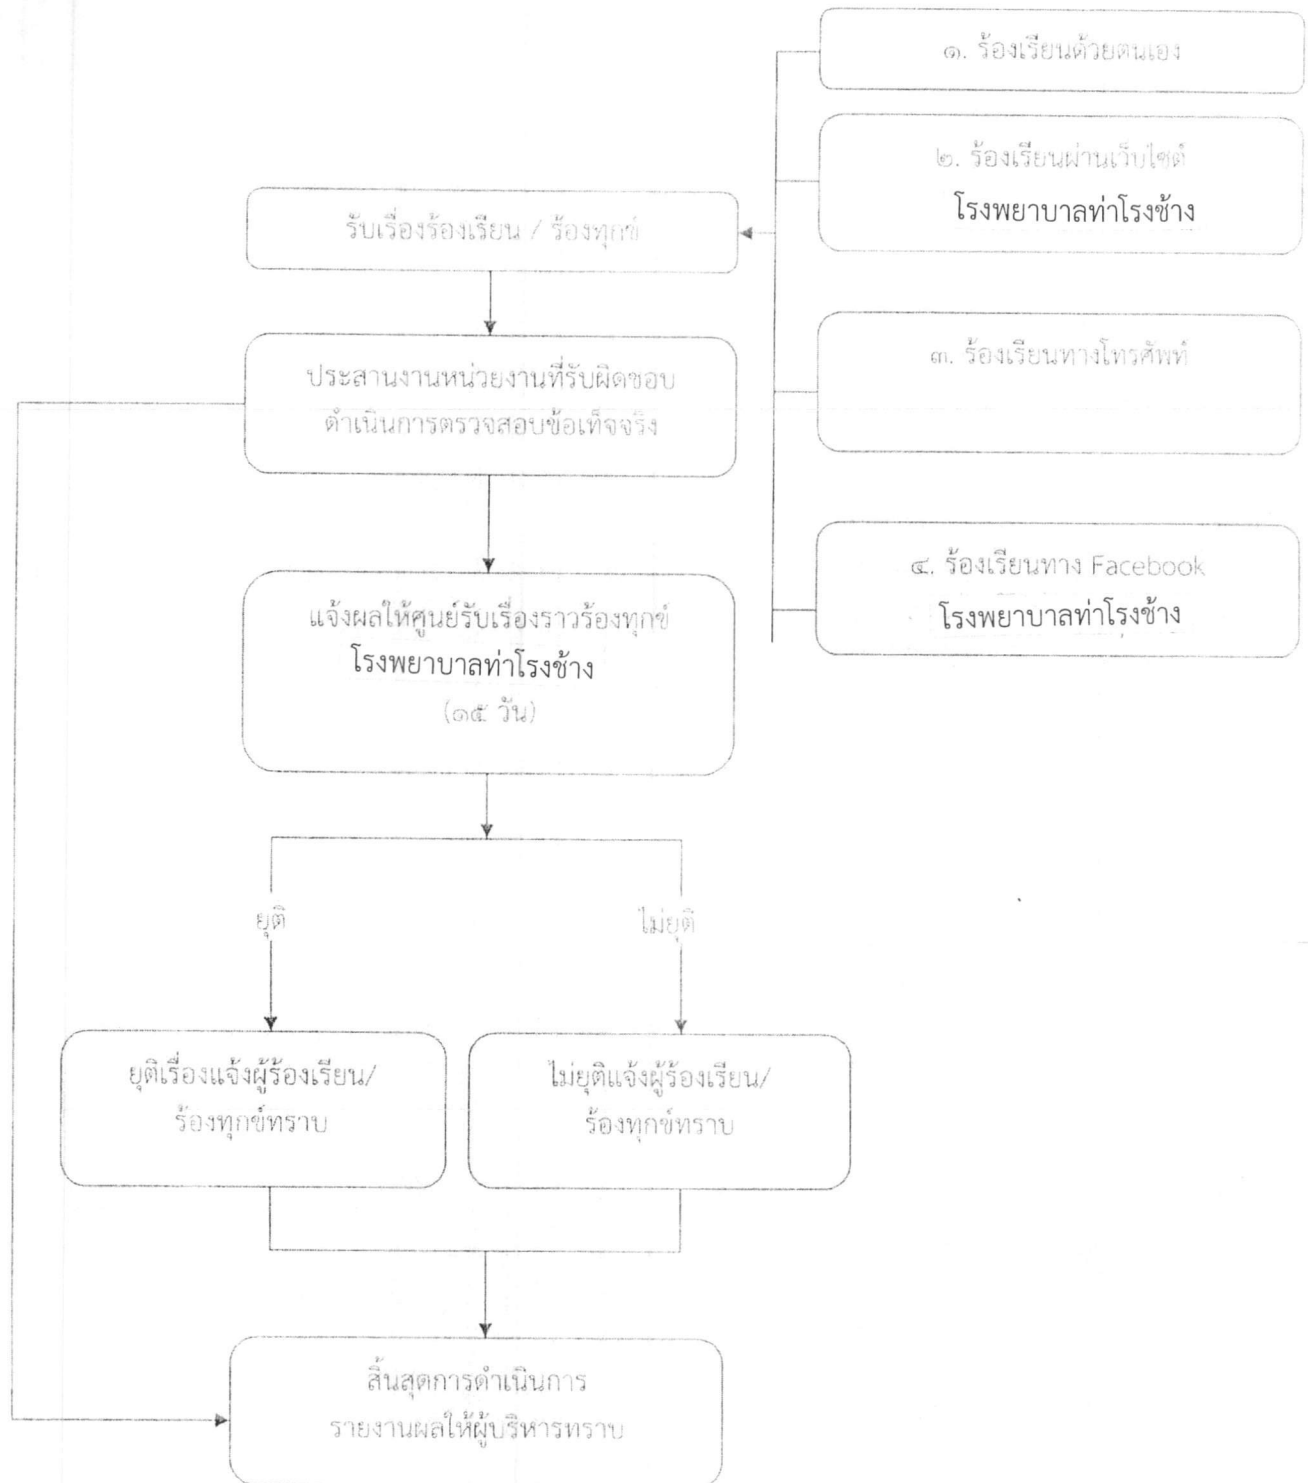 ๑. ร้องเรียนด้วยตนเอง
๒. ร้องเรียนผ่านเว็บไซต์
โรงพยาบาลท่าโรงช้าง
รับเรื่องร้องเรียน / ร้องทุกข์
๓. ร้องเรียนทางโทรศัพท์
ประสานงานหน่วยงานที่รับผิดชอบ
ดำเนินการตรวจสอบข้อเท็จจริง
๔. ร้องเรียนทาง Facebook
โรงพยาบาลท่าโรงช้าง
แจ้งผลให้ศูนย์รับเรื่องราวร้องทุกข์
โรงพยาบาลท่าโรงช้าง
(๑๕ วัน)
ยุติ
ไม่ยุติ
ยุติเรื่องแจ้งผู้ร้องเรียน/
ร้องทุกข์ทราบ
ไม่ยุติแจ้งผู้ร้องเรียน/
ร้องทุกข์ทราบ
สิ้นสุดการดำเนินการ
รายงานผลให้ผู้บริหารทราบ